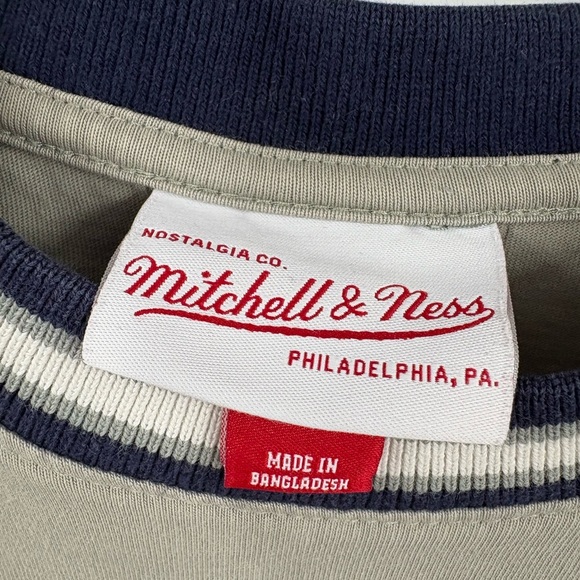 NOSTALGIA CO.
Mitchell & Ness
PHILADELPHIA, PA.
MADE IN
BANGLADESH